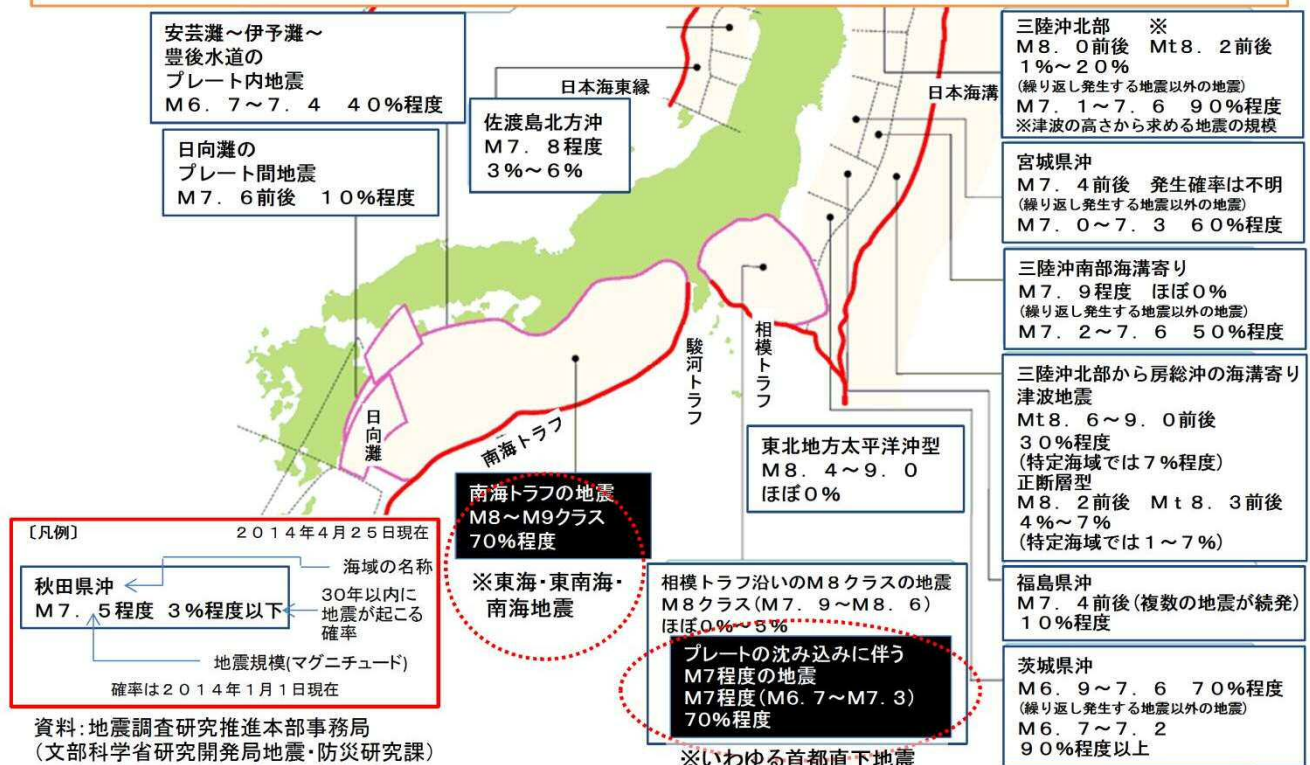 安芸灘～伊予灘～
豊後水道の
プレート内地震
M6．7～7．4　40%程度
日向灘の
プレート間地震
M7．6前後　10%程度
日本海東縁
佐渡島北方沖
M7．8程度
3%～6%
日本海溝
三陸沖北部　※
M8．0前後　Mt8．2前後
1%～20%
(繰り返し発生する地震以外の地震)
M7．1～7．6　90%程度
※津波の高さから求める地震の規模
宮城県沖
M7．4前後　発生確率は不明
(繰り返し発生する地震以外の地震)
M7．0～7．3　60%程度
三陸沖南部海溝寄り
M7．9程度　ほぼ0%
(繰り返し発生する地震以外の地震)
M7．2～7．6　50%程度
三陸沖北部から房総沖の海溝寄り
津波地震
Mt8．6～9．0前後
30%程度
(特定海域では7%程度)
正断層型
M8．2前後　Mt8．3前後
4%～7%
(特定海域では1～7%)
福島県沖
M7．4前後(複数の地震が続発)
10%程度
茨城県沖
M6．9～7．6　70%程度
(繰り返し発生する地震以外の地震)
M6．7～7．2
90%程度以上
日向灘
南海トラフ
駿河トラフ
相模トラフ
東北地方太平洋沖型
M8．4～9．0
ほぼ0%
南海トラフの地震
M8～M9クラス
70%程度
※東海・東南海・
南海地震
相模トラフ沿いのM8クラスの地震
M8クラス(M7．9～M8．6)
ほぼ0%～5%
プレートの沈み込みに伴う
M7程度の地震
M7程度(M6．7～M7．3)
70%程度
※いわゆる首都直下地震
〔凡例〕　2014年4月25日現在
海域の名称
秋田県沖
M7．5程度　3%程度以下
30年以内に
地震が起こる
確率
地震規模(マグニチュード)
確率は2014年1月1日現在
資料：地震調査研究推進本部事務局
(文部科学省研究開発局地震・防災研究課)